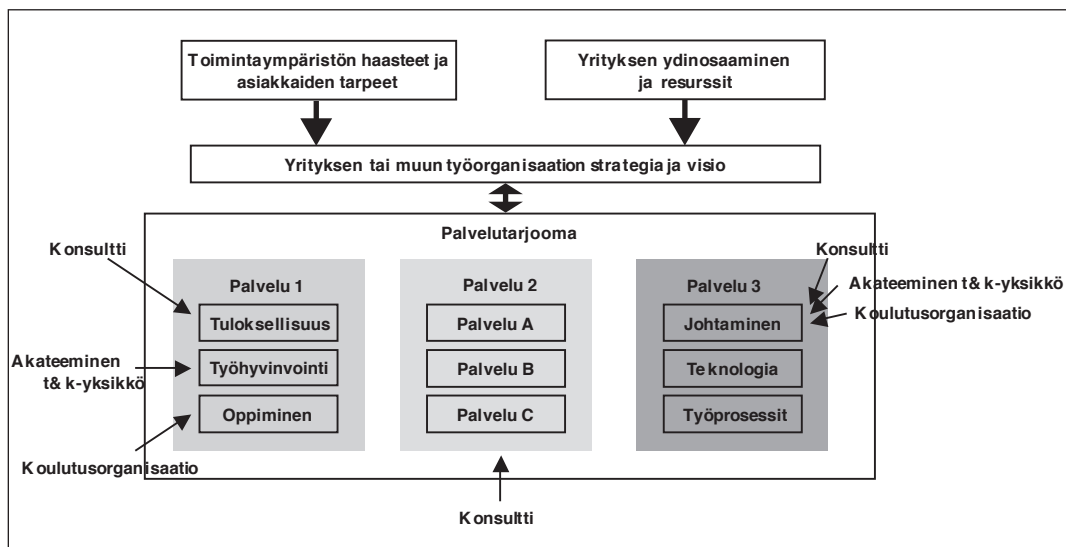 Toimintaympäristön haasteet ja
asiakkaiden tarpeet
Yrityksen ydinosaaminen
ja resurssit
Yrityksen tai muun työorganisaation strategia ja visio
Palvelutarjooma
Konsultti
Palvelu 1
Tuloksellisuus
Työhyvinvointi
Oppiminen
Akateeminen
t&k-yksikkö
Koulutusorganisaatio
Palvelu 2
Palvelu A
Palvelu B
Palvelu C
Konsultti
Palvelu 3
Johtaminen
Teknologia
Työprosessit
Konsultti
Akateeminen t&k-yksikkö
Koulutusorganisaatio